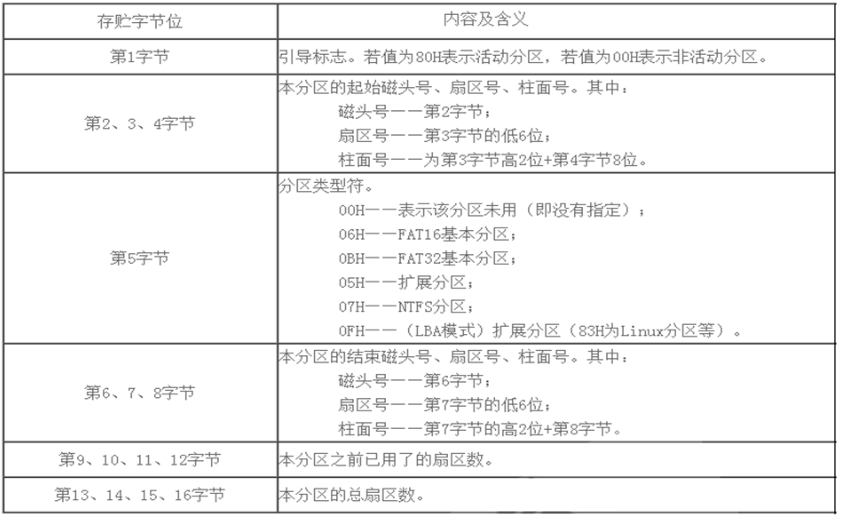 存贮字节位
内容及含义
第1字节
引导标志。若值为80H表示活动分区，若值为00H表示非活动分区。
第2、3、4字节
本分区的起始磁头号、扇区号、柱面号。其中：
磁头号——第2字节；
扇区号——第3字节的低6位；
柱面号——为第3字节高2位+第4字节8位。
第5字节
分区类型符。
00H——表示该分区未用（即没有指定）；
06H——FAT16基本分区；
0BH——FAT32基本分区；
05H——扩展分区；
07H——NTFS分区；
0FH——（LBA模式）扩展分区（83H为Linux分区等）。
第6、7、8字节
本分区的结束磁头号、扇区号、柱面号。其中：
磁头号——第6字节；
扇区号——第7字节的低6位；
柱面号——第7字节的高2位+第8字节。
第9、10、11、12字节
本分区之前已用了的扇区数。
第13、14、15、16字节
本分区的总扇区数。